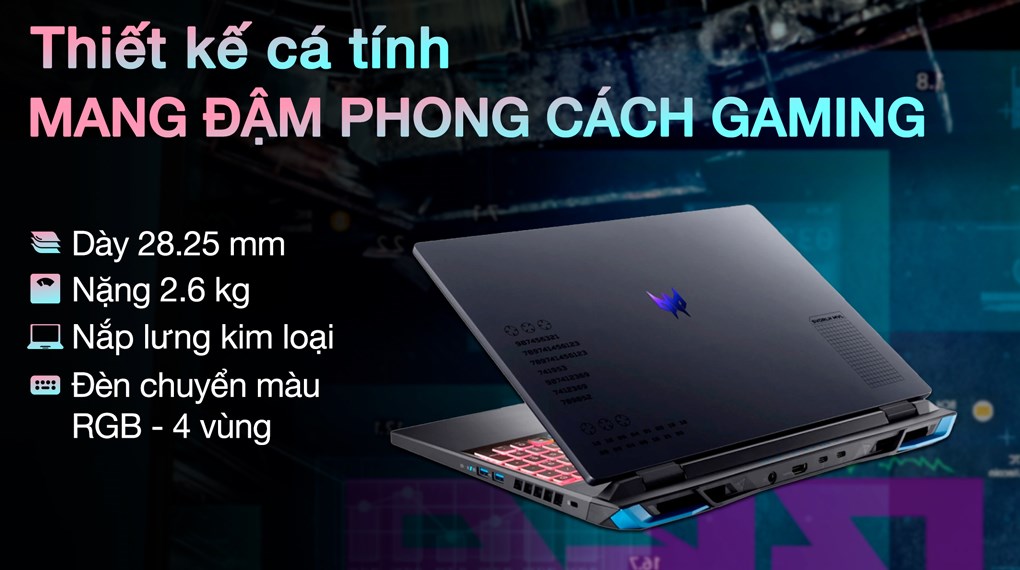 Thiết kế cá tính
MANG ĐẬM PHONG CÁCH GAMING
Dày 28.25 mm
Nặng 2.6 kg
Nắp lưng kim loại
Đèn chuyển màu
RGB - 4 vùng